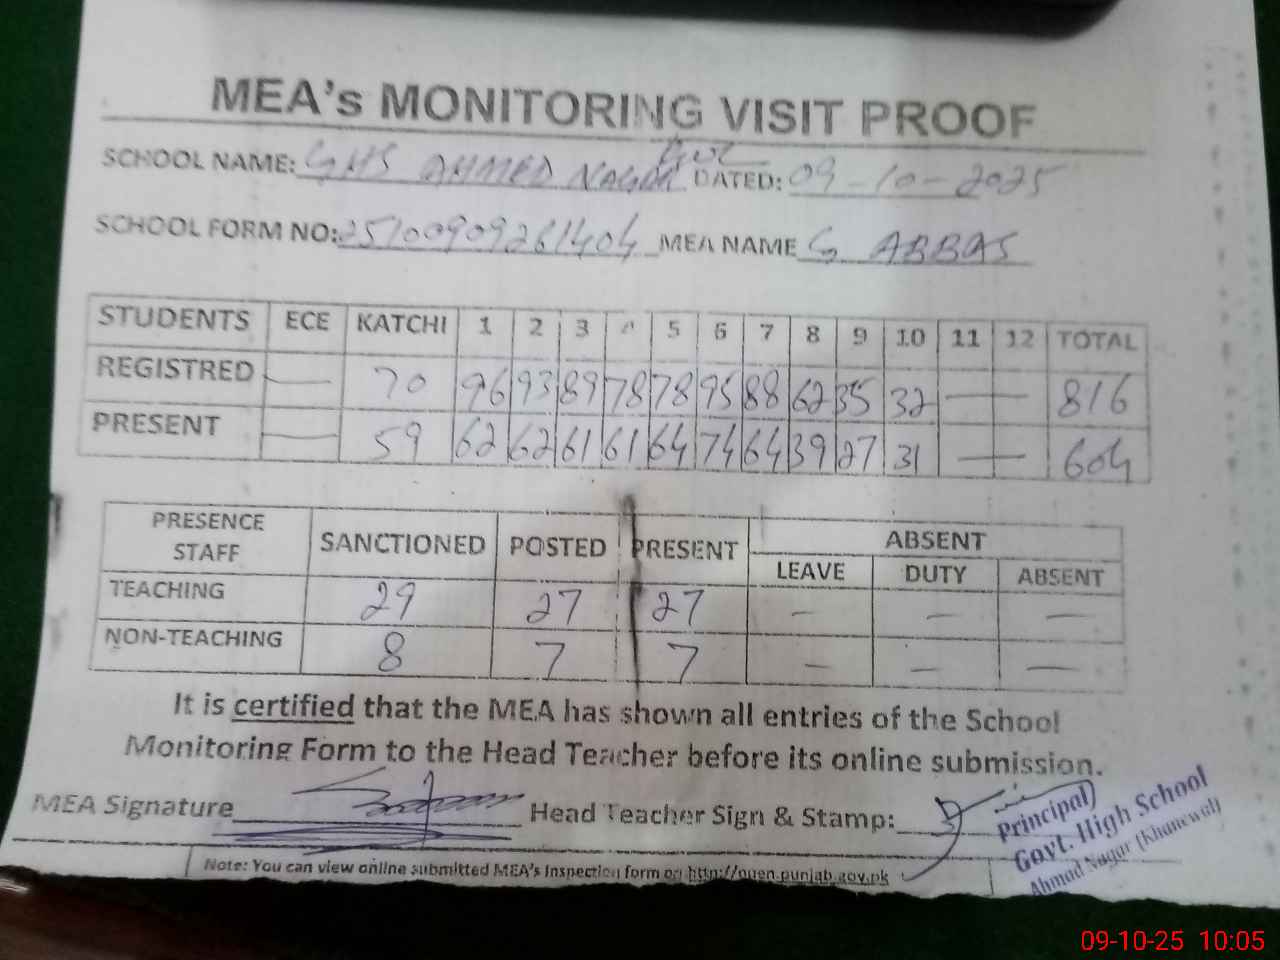 MEA's MONITORING VISIT PROOF
SCHOOL NAME: GHS AHMED NAGAR DATED: 09-10-2025
SCHOOL FORM NO: 25100909261404 MEA NAME G ABBAS
STUDENTS ECE KATCHI 1 2 3 4 5 6 7 8 9 10 11 12 TOTAL
REGISTRED — 70 96 93 89 78 78 95 88 62 35 32 — 816
PRESENT — 59 62 62 61 61 64 74 64 39 27 31 — 604
PRESENCE STAFF SANCTIONED POSTED PRESENT ABSENT
LEAVE DUTY ABSENT
TEACHING 29 27 27 — — —
NON-TEACHING 8 7 7 — — —
It is certified that the MEA has shown all entries of the School
Monitoring Form to the Head Teacher before its online submission.
MEA Signature Head Teacher Sign & Stamp:
Principal
Govt. High School
Ahmad Nagar (Khanewal)
Note: You can view online submitted MEA's Inspection form on http://open.punjab.gov.pk
09-10-25 10:05